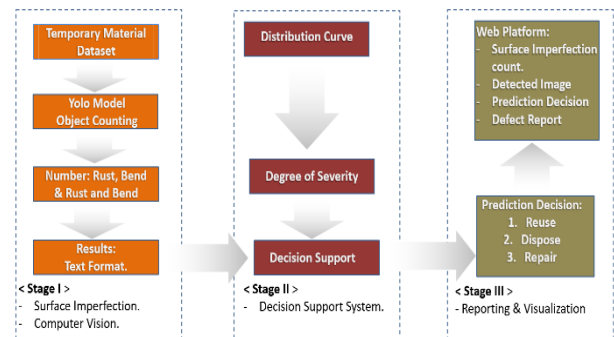 Temporary Material
Dataset
Yolo Model
Object Counting
Number: Rust, Bend
& Rust and Bend
Results:
Text Format.
< Stage I >
- Surface Imperfection.
- Computer Vision.
Distribution Curve
Degree of Severity
Decision Support
< Stage II >
- Decision Support System.
Web Platform:
- Surface Imperfection
count.
- Detected Image
- Prediction Decision
- Defect Report
Prediction Decision:
1. Reuse
2. Dispose
3. Repair
< Stage III >
- Reporting & Visualization